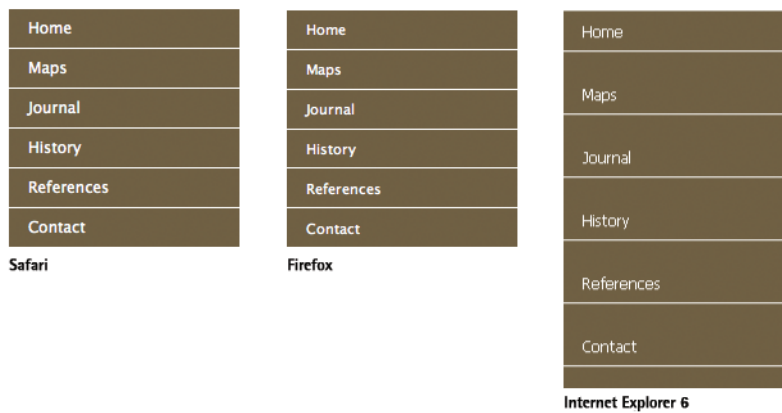 Home
Maps
Journal
History
References
Contact
Safari
Home
Maps
Journal
History
References
Contact
Firefox
Home
Maps
Journal
History
References
Contact
Internet Explorer 6